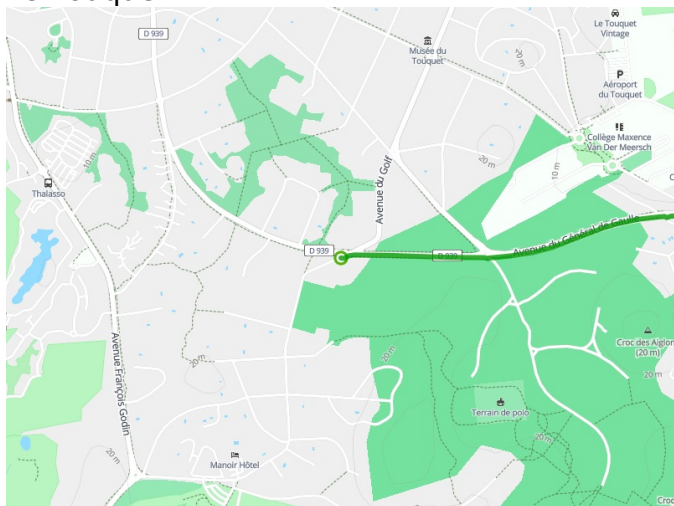 D 939
Musée du
Touquet
Le Touquet
Vintage
Aéroport
du Touquet
Collège Maxence
Van Der Meersch
20 m
10 m
10 m
Thalasso
Avenue du Golf
Avenue du Général de Gaulle
D 939
D 939
Avenue François Godin
20 m
20 m
Croc des Aiglons
(20 m)
20 m
Terrain de polo
20 m
20 m
Manoir Hôtel
20 m
Croc